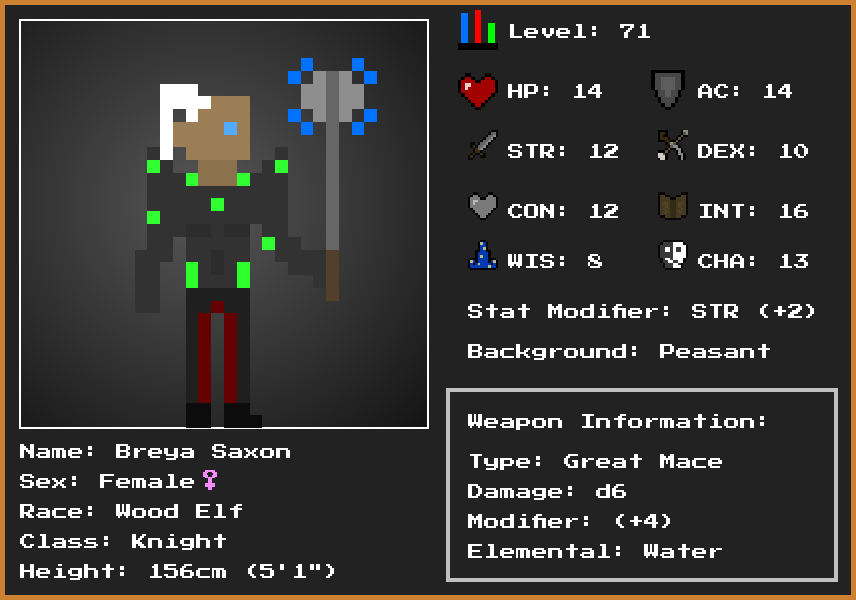 Level: 71
HP: 14 AC: 14
STR: 12 DEX: 10
CON: 12 INT: 16
WIS: 8 CHA: 13
Stat Modifier: STR (+2)
Background: Peasant
Weapon Information:
Type: Great Mace
Damage: d6
Modifier: (+4)
Elemental: Water
Name: Breya Saxon
Sex: Female♀
Race: Wood Elf
Class: Knight
Height: 156cm (5'1")